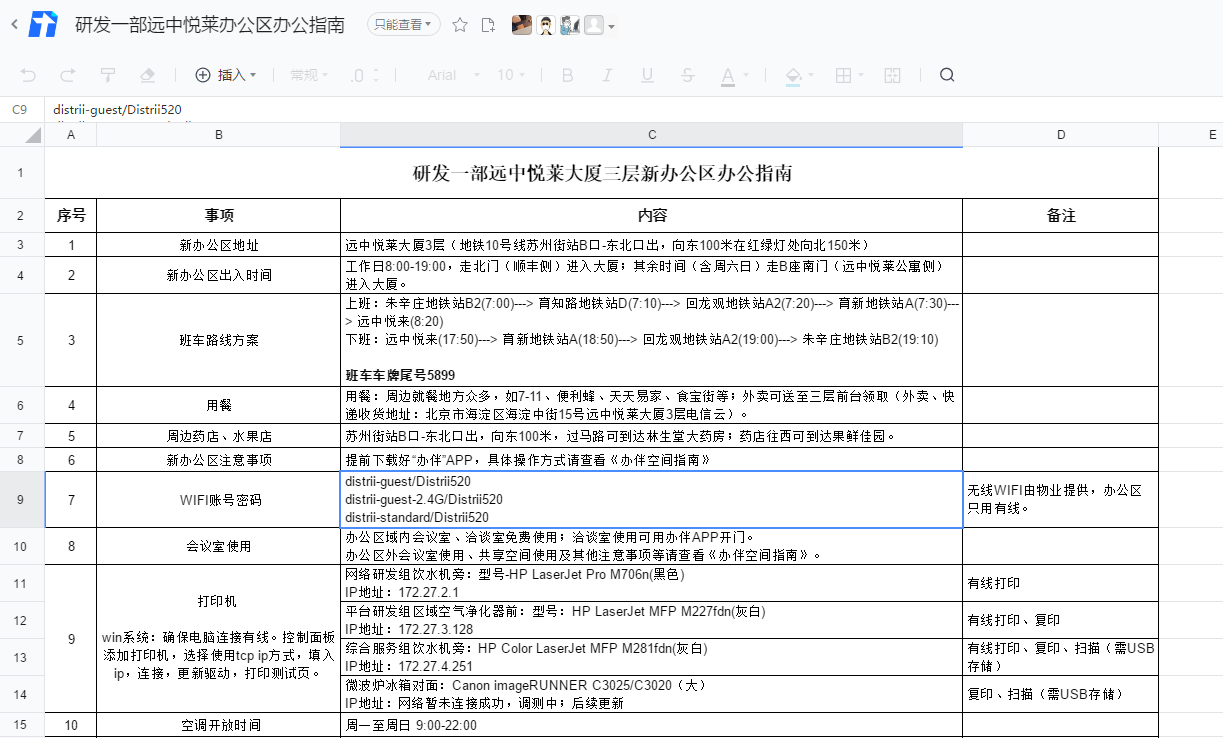 研发一部远中悦莱办公区办公指南
只能查看
插入
常规
.0
Arial
10
B
I
U
S
A
C9
distrii-guest/Distrii520
A B C D E
1 研发一部远中悦莱大厦三层新办公区办公指南
2 序号 事项 内容 备注
3 1 新办公区地址 远中悦莱大厦3层(地铁10号线苏州街站B口-东北口出,向东100米在红绿灯处向北150米)
4 2 新办公区出入时间 工作日8:00-19:00,走北门(顺丰侧)进入大厦;其余时间(含周六日)走B座南门(远中悦莱公寓侧)
进入大厦。
5 3 班车路线方案 上班:朱辛庄地铁站B2(7:00)---> 育知路地铁站D(7:10)---> 回龙观地铁站A2(7:20)---> 育新地铁站A(7:30)---
> 远中悦来(8:20)
下班:远中悦来(17:50)---> 育新地铁站A(18:50)---> 回龙观地铁站A2(19:00)---> 朱辛庄地铁站B2(19:10)
班车车牌尾号5899
6 4 用餐 用餐:周边就餐地方众多,如7-11、便利蜂、天天易家、食宝街等;外卖可送至三层前台领取(外卖、快
递收货地址:北京市海淀区海淀中街15号远中悦莱大厦3层电信云)。
7 5 周边药店、水果店 苏州街站B口-东北口出,向东100米,过马路可到达林生堂大药房;药店往西可到达果鲜佳园。
8 6 新办公区注意事项 提前下载好“办伴”APP,具体操作方式请查看《办伴空间指南》
9 7 WIFI账号密码 distrii-guest/Distrii520
distrii-guest-2.4G/Distrii520
distrii-standard/Distrii520
无线WIFI由物业提供,办公区
只用有线。
10 8 会议室使用 办公区域内会议室、洽谈室免费使用;洽谈室使用可用办伴APP开门。
办公区外会议室使用、共享空间使用及其他注意事项等请查看《办伴空间指南》。
9 打印机
win系统:确保电脑连接有线。控制面板
添加打印机,选择使用tcp ip方式,填入
ip,连接,更新驱动,打印测试页。
11 网络研发组饮水机旁:型号-HP LaserJet Pro M706n(黑色)
IP地址:172.27.2.1
有线打印
12 平台研发组区域空气净化器前:型号:HP LaserJet MFP M227fdn(灰白)
IP地址:172.27.3.128
有线打印、复印
13 综合服务组饮水机旁:HP Color LaserJet MFP M281fdn(灰白)
IP地址:172.27.4.251
有线打印、复印、扫描(需USB
存储)
14 微波炉冰箱对面:Canon imageRUNNER C3025/C3020(大)
IP地址:网络暂未连接成功,调测中;后续更新
复印、扫描(需USB存储)
15 10 空调开放时间 周一至周日 9:00-22:00